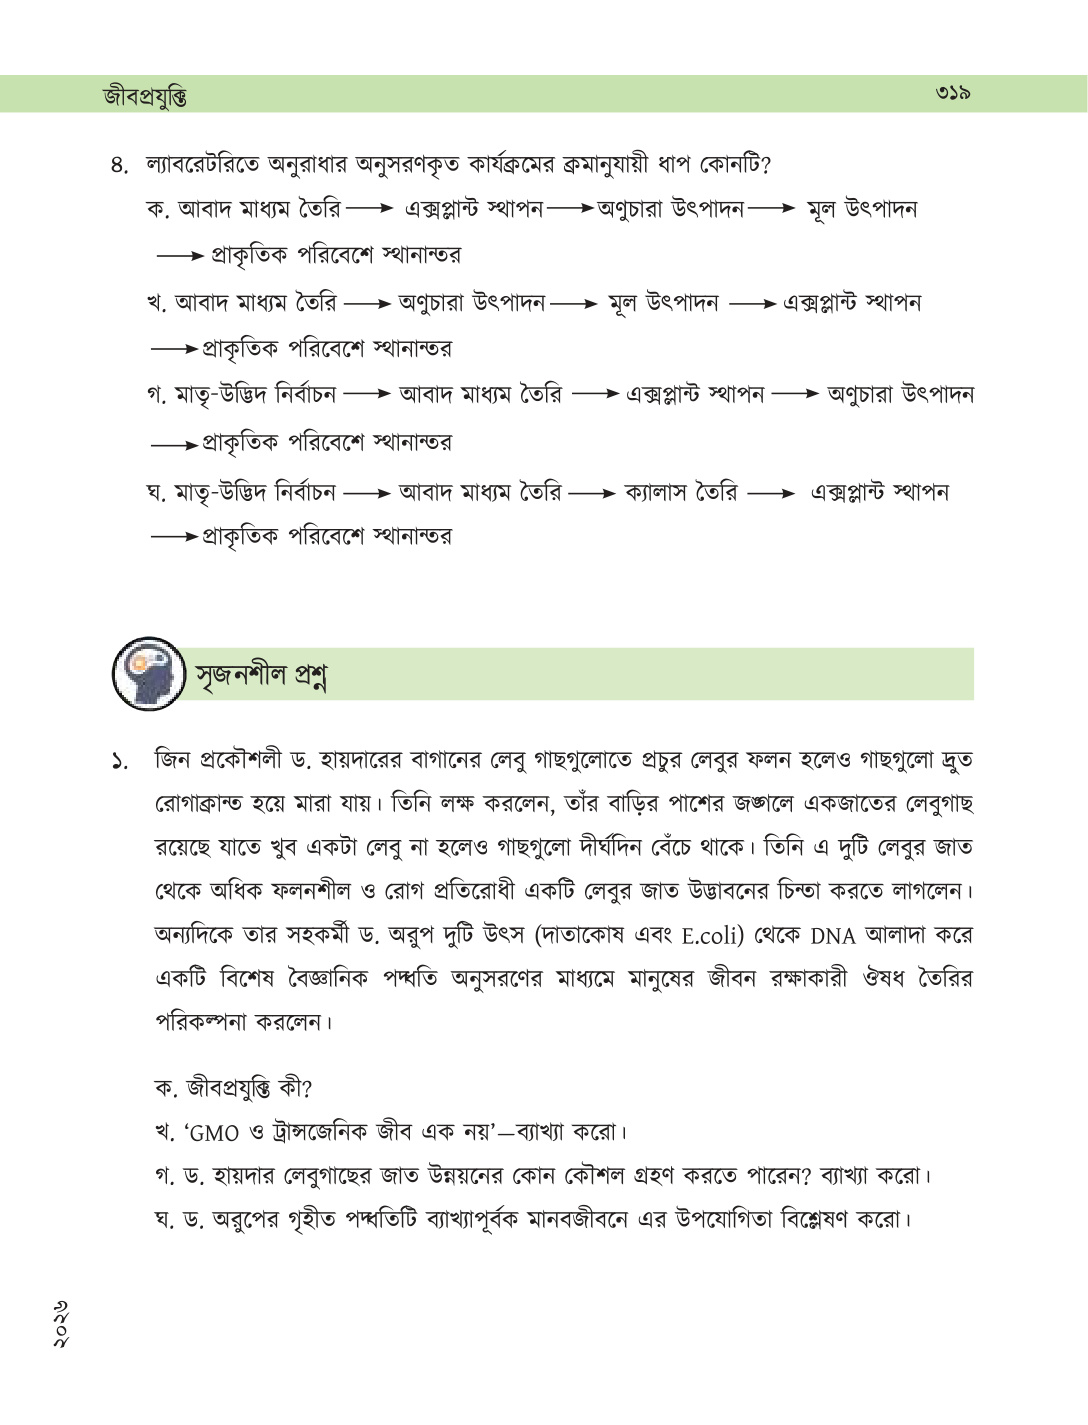 জীবপ্রযুক্তি ৩১৯
৪. ল্যাবরেটরিতে অনুরাধার অনুসরণকৃত কার্যক্রমের ক্রমানুযায়ী ধাপ কোনটি?
ক. আবাদ মাধ্যম তৈরি ⟶ এক্সপ্লান্ট স্থাপন ⟶ অণুচারা উৎপাদন ⟶ মূল উৎপাদন
⟶ প্রাকৃতিক পরিবেশে স্থানান্তর
খ. আবাদ মাধ্যম তৈরি ⟶ অণুচারা উৎপাদন ⟶ মূল উৎপাদন ⟶ এক্সপ্লান্ট স্থাপন
⟶ প্রাকৃতিক পরিবেশে স্থানান্তর
গ. মাতৃ-উদ্ভিদ নির্বাচন ⟶ আবাদ মাধ্যম তৈরি ⟶ এক্সপ্লান্ট স্থাপন ⟶ অণুচারা উৎপাদন
⟶ প্রাকৃতিক পরিবেশে স্থানান্তর
ঘ. মাতৃ-উদ্ভিদ নির্বাচন ⟶ আবাদ মাধ্যম তৈরি ⟶ ক্যালাস তৈরি ⟶ এক্সপ্লান্ট স্থাপন
⟶ প্রাকৃতিক পরিবেশে স্থানান্তর
সৃজনশীল প্রশ্ন
১. জিন প্রকৌশলী ড. হায়দারের বাগানের লেবু গাছগুলোতে প্রচুর লেবুর ফলন হলেও গাছগুলো দ্রুত
রোগাক্রান্ত হয়ে মারা যায়। তিনি লক্ষ করলেন, তাঁর বাড়ির পাশের জঙ্গলে একজাতের লেবুগাছ
রয়েছে যাতে খুব একটা লেবু না হলেও গাছগুলো দীর্ঘদিন বেঁচে থাকে। তিনি এ দুটি লেবুর জাত
থেকে অধিক ফলনশীল ও রোগ প্রতিরোধী একটি লেবুর জাত উদ্ভাবনের চিন্তা করতে লাগলেন।
অন্যদিকে তার সহকর্মী ড. অরুপ দুটি উৎস (দাতাকোষ এবং E.coli) থেকে DNA আলাদা করে
একটি বিশেষ বৈজ্ঞানিক পদ্ধতি অনুসরণের মাধ্যমে মানুষের জীবন রক্ষাকারী ঔষধ তৈরির
পরিকল্পনা করলেন।
ক. জীবপ্রযুক্তি কী?
খ. ‘GMO ও ট্রান্সজেনিক জীব এক নয়’—ব্যাখ্যা করো।
গ. ড. হায়দার লেবুগাছের জাত উন্নয়নের কোন কৌশল গ্রহণ করতে পারেন? ব্যাখ্যা করো।
ঘ. ড. অরুপের গৃহীত পদ্ধতিটি ব্যাখ্যাপূর্বক মানবজীবনে এর উপযোগিতা বিশ্লেষণ করো।
২০২৬